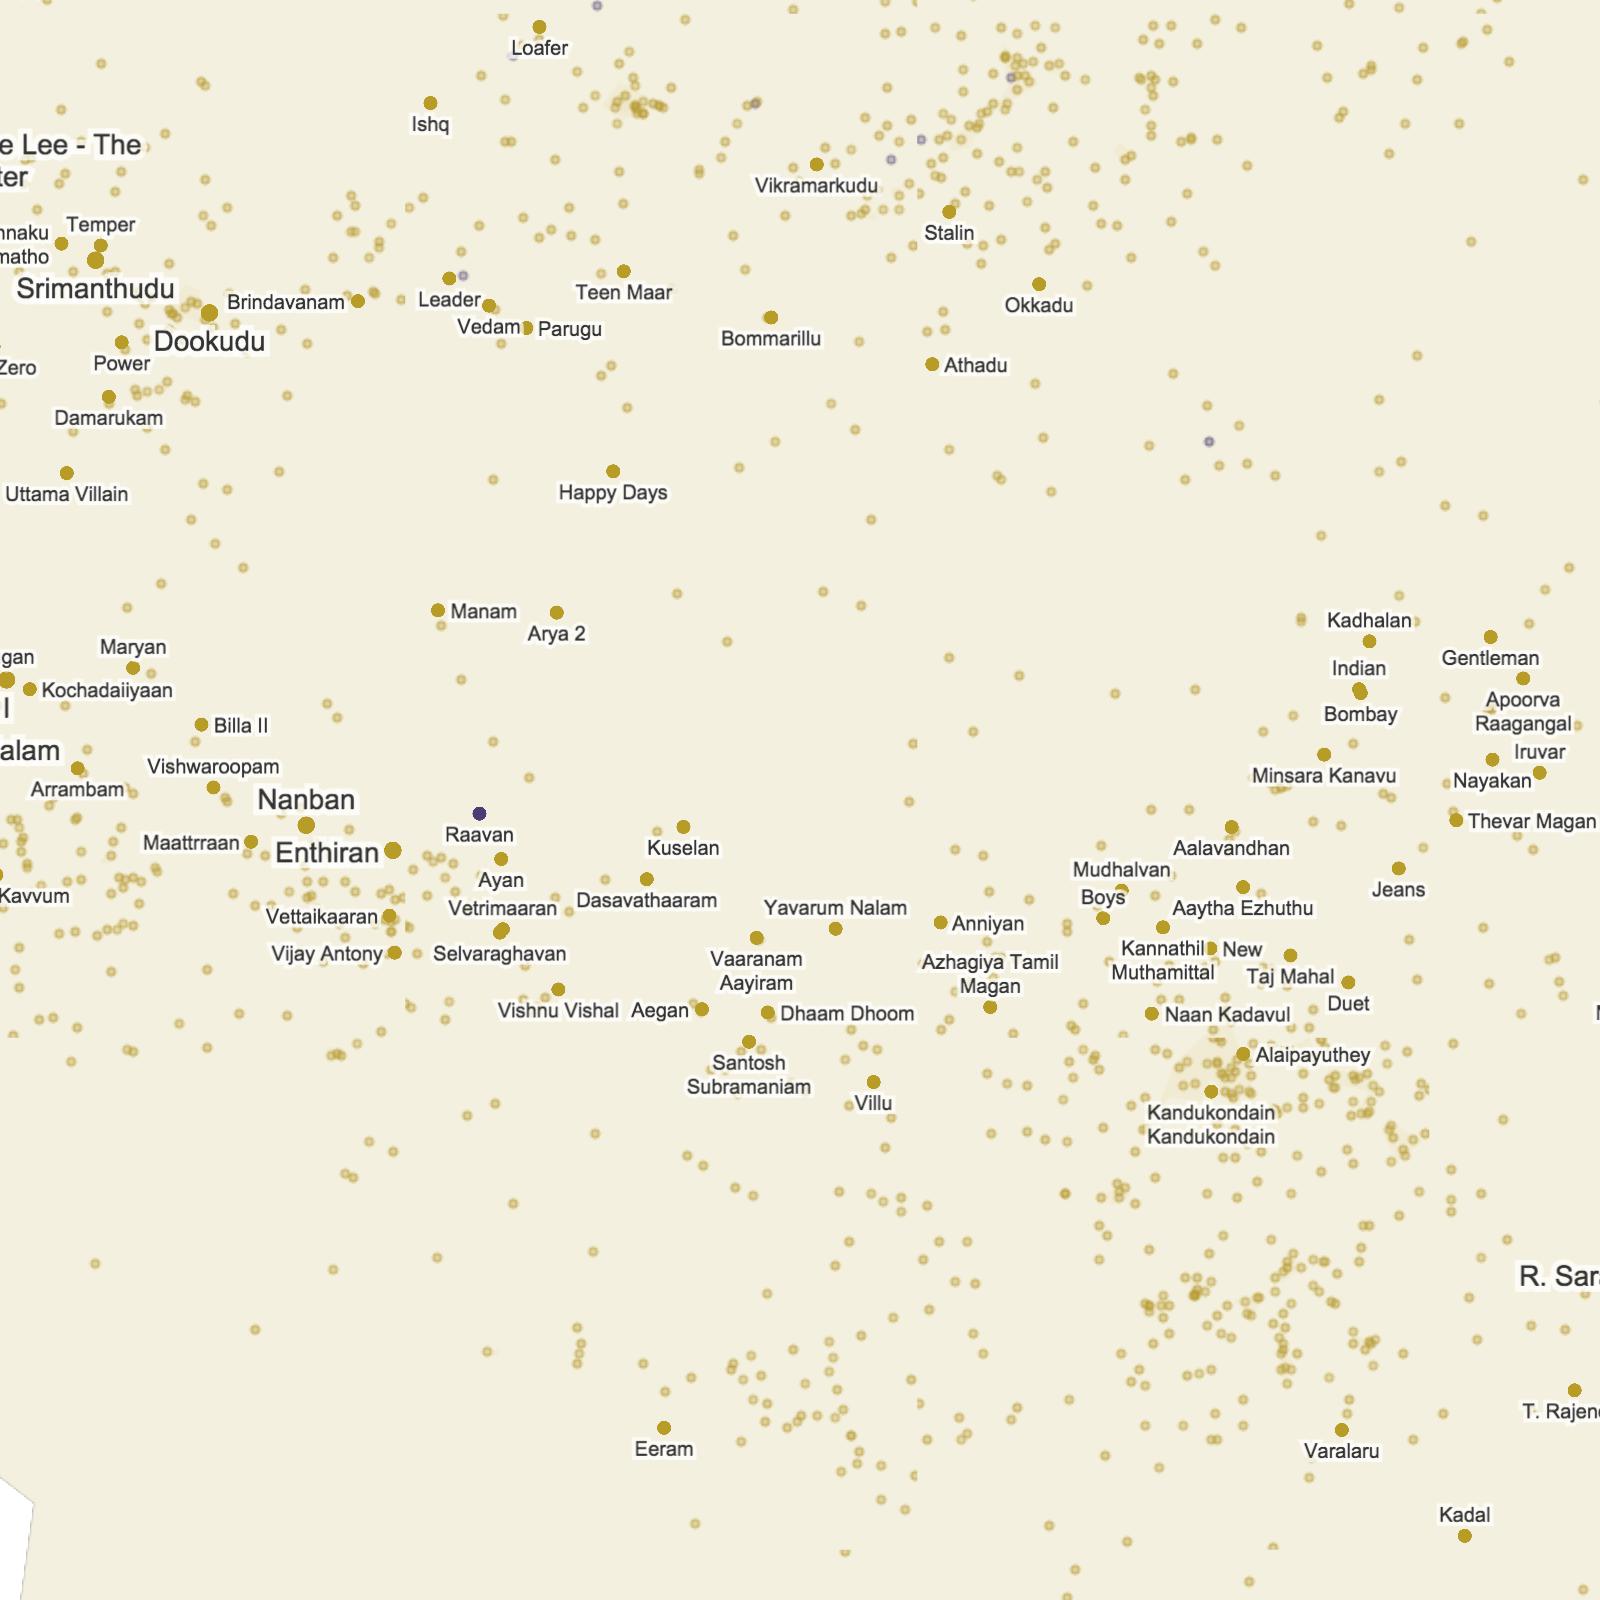 Loafer
Ishq
e Lee - The
ter
Vikramarkudu
Temper
nnaku
matho
Stalin
Srimanthudu
Brindavanam
Leader
Teen Maar
Okkadu
Vedam
Parugu
Dookudu
Bommarillu
Power
Zero
Athadu
Damarukam
Uttama Villain
Happy Days
Manam
Arya 2
Kadhalan
Maryan
gan
Gentleman
Indian
Kochadaiiyaan
I
Apoorva
Raagangal
Bombay
Billa II
alam
Iruvar
Vishwaroopam
Minsara Kanavu
Nayakan
Arrambam
Nanban
Thevar Magan
Raavan
Maattrraan
Kuselan
Aalavandhan
Enthiran
Mudhalvan
Ayan
Jeans
Kavvum
Dasavathaaram
Boys
Vetrimaaran
Yavarum Nalam
Aaytha Ezhuthu
Vettaikaaran
Anniyan
Kannathil
Muthamittal
New
Vijay Antony
Selvaraghavan
Vaaranam
Aayiram
Azhagiya Tamil
Magan
Taj Mahal
Duet
Vishnu Vishal
Aegan
Dhaam Dhoom
Naan Kadavul
Santosh
Subramaniam
Alaipayuthey
Villu
Kandukondain
Kandukondain
R. Sar
T. Rajen
Eeram
Varalaru
Kadal